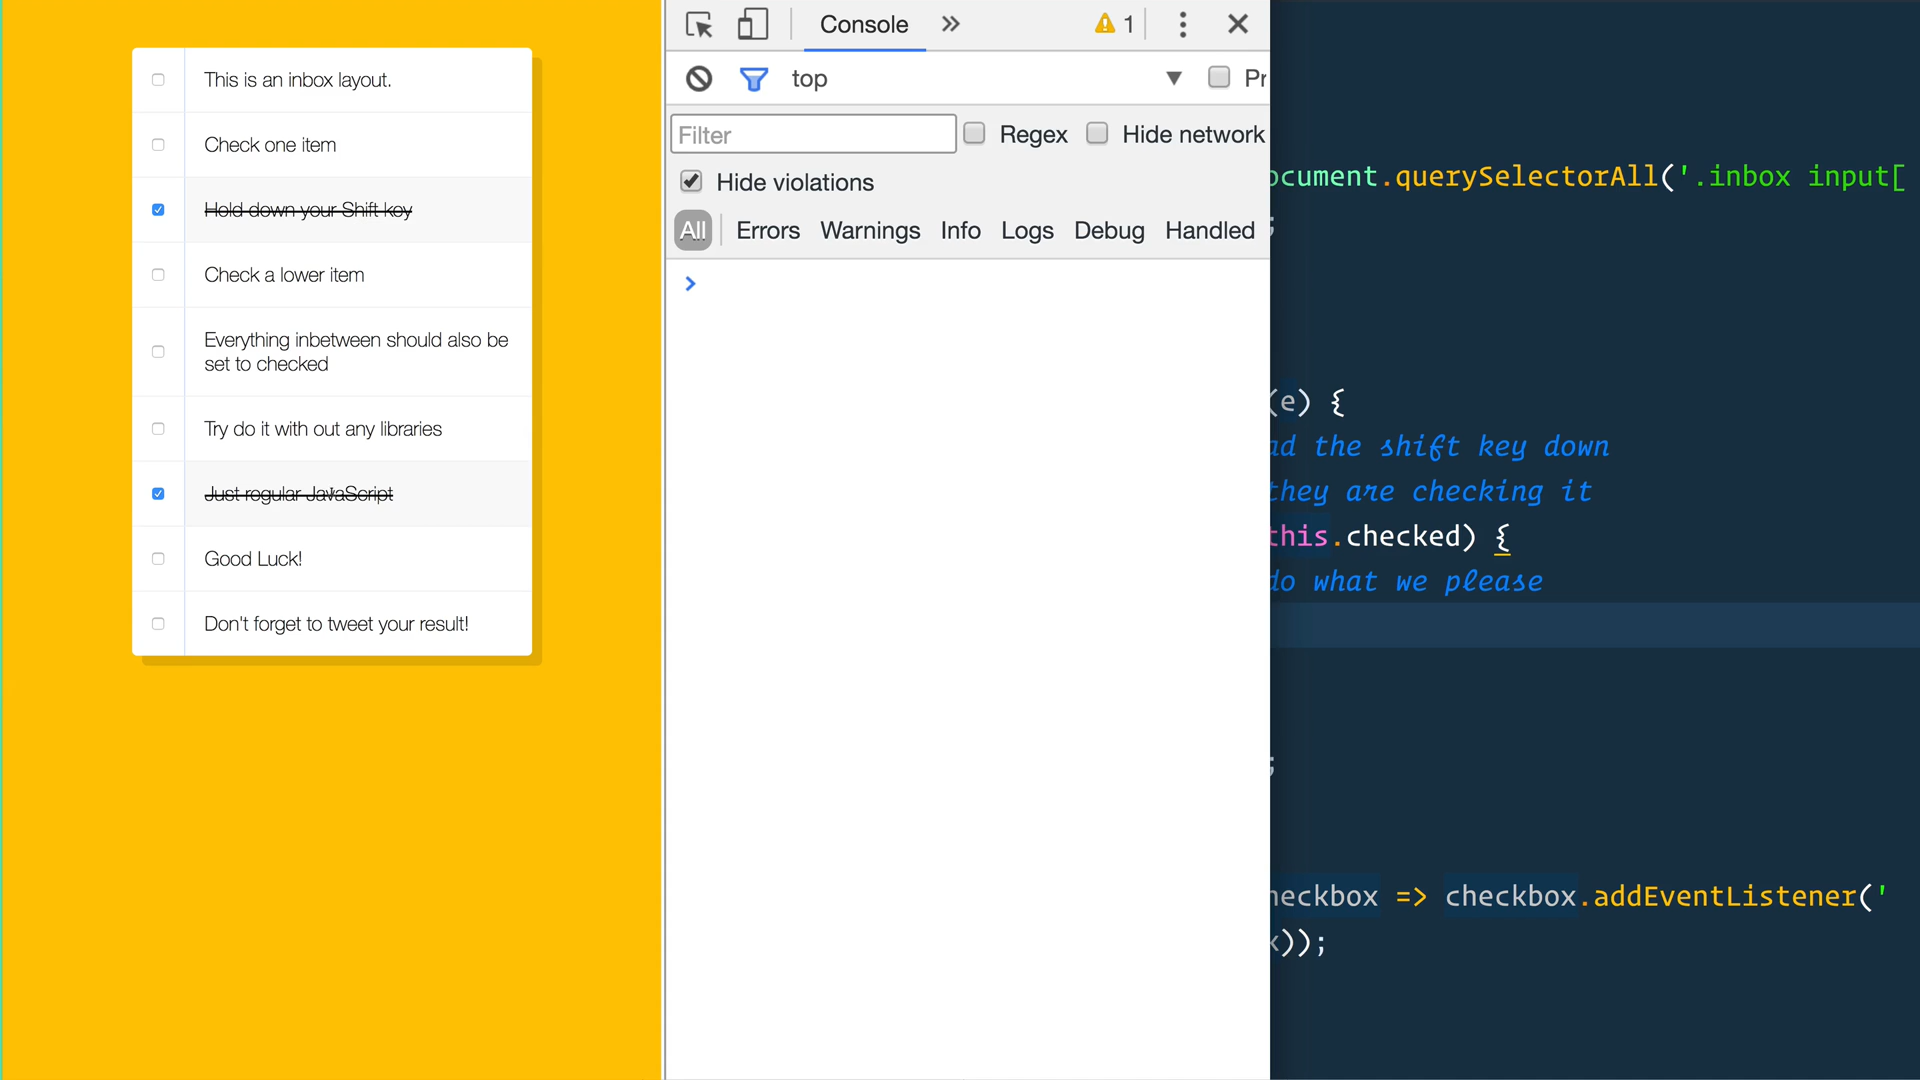 This is an inbox layout.
Check one item
Hold down your Shift key
Check a lower item
Everything inbetween should also be
set to checked
Try do it with out any libraries
Just regular JavaScript
Good Luck!
Don't forget to tweet your result!
Console » 1
top Pr
Filter Regex Hide network
Hide violations
All Errors Warnings Info Logs Debug Handled
>
ocument.querySelectorAll('.inbox input[
;
(e) {
ad the shift key down
they are checking it
this.checked) {
do what we please
;
heckbox => checkbox.addEventListener('
x));